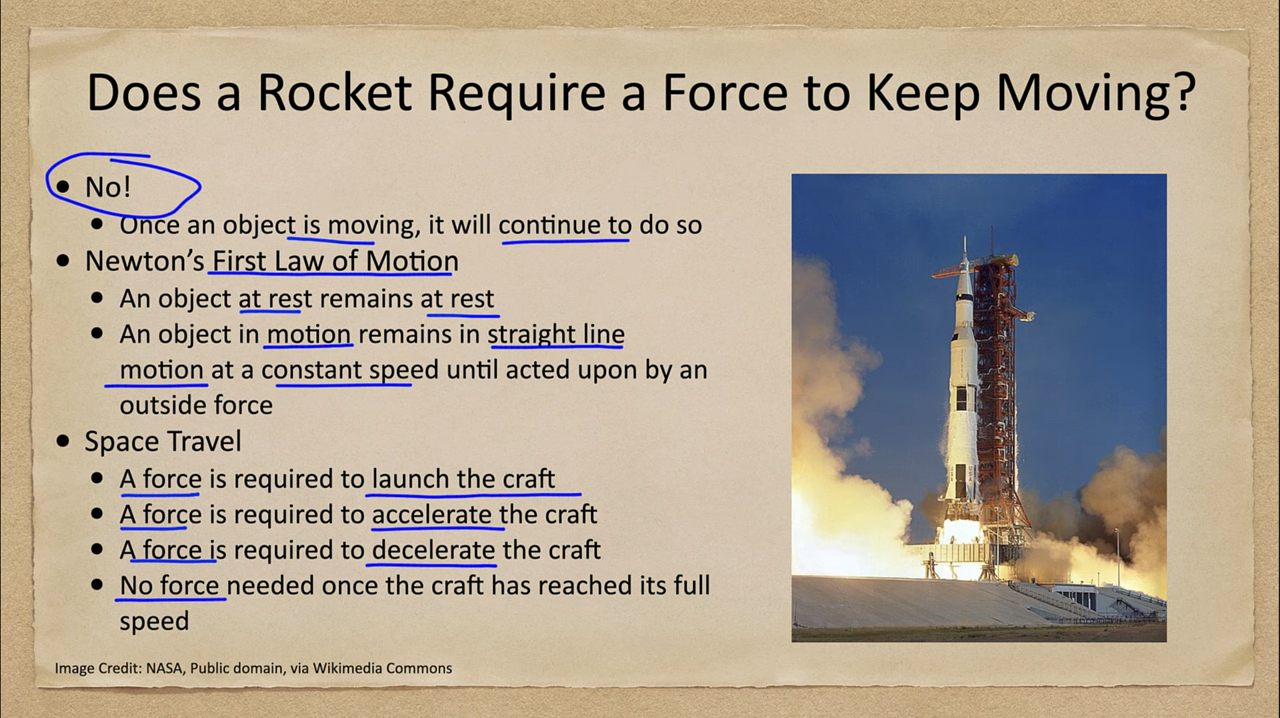 Does a Rocket Require a Force to Keep Moving?
• No!
• Once an object is moving, it will continue to do so
• Newton's First Law of Motion
• An object at rest remains at rest
• An object in motion remains in straight line
motion at a constant speed until acted upon by an
outside force
• Space Travel
• A force is required to launch the craft
• A force is required to accelerate the craft
• A force is required to decelerate the craft
• No force needed once the craft has reached its full
speed
Image Credit: NASA, Public domain, via Wikimedia Commons